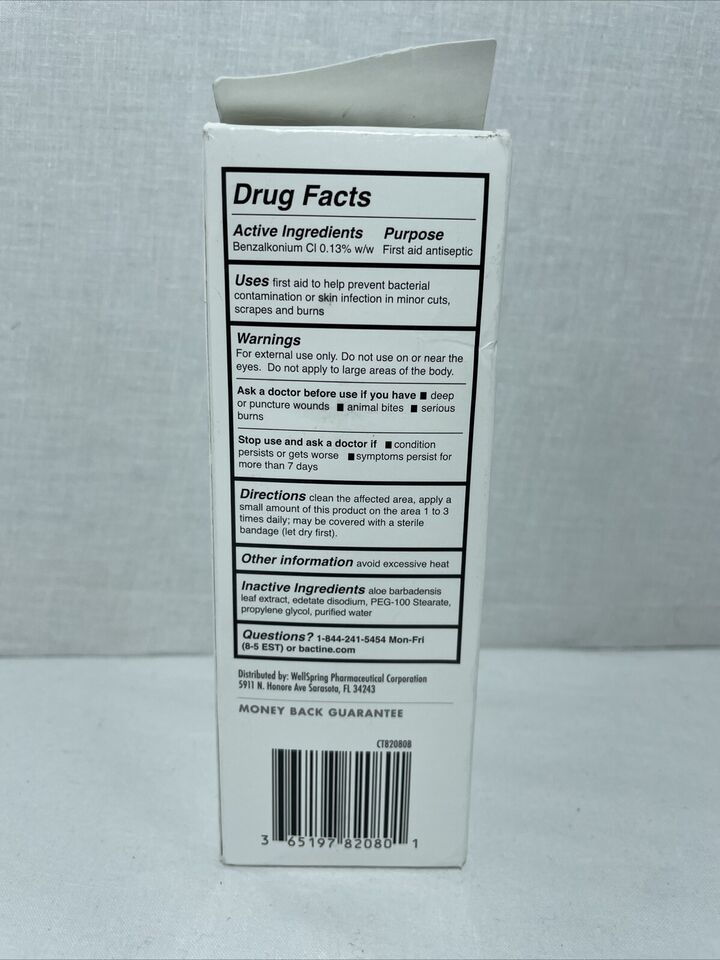 Drug Facts
Active Ingredients Purpose
Benzalkonium Cl 0.13% w/w First aid antiseptic
Uses first aid to help prevent bacterial
contamination or skin infection in minor cuts,
scrapes and burns
Warnings
For external use only. Do not use on or near the
eyes. Do not apply to large areas of the body.
Ask a doctor before use if you have ■ deep
or puncture wounds ■ animal bites ■ serious
burns
Stop use and ask a doctor if ■ condition
persists or gets worse ■ symptoms persist for
more than 7 days
Directions clean the affected area, apply a
small amount of this product on the area 1 to 3
times daily; may be covered with a sterile
bandage (let dry first).
Other information avoid excessive heat
Inactive Ingredients aloe barbadensis
leaf extract, edetate disodium, PEG-100 Stearate,
propylene glycol, purified water
Questions? 1-844-241-5454 Mon-Fri
(8-5 EST) or bactine.com
Distributed by: WellSpring Pharmaceutical Corporation
5911 N. Honore Ave Sarasota, FL 34243
MONEY BACK GUARANTEE
CT82080B
3 65197 82080 1